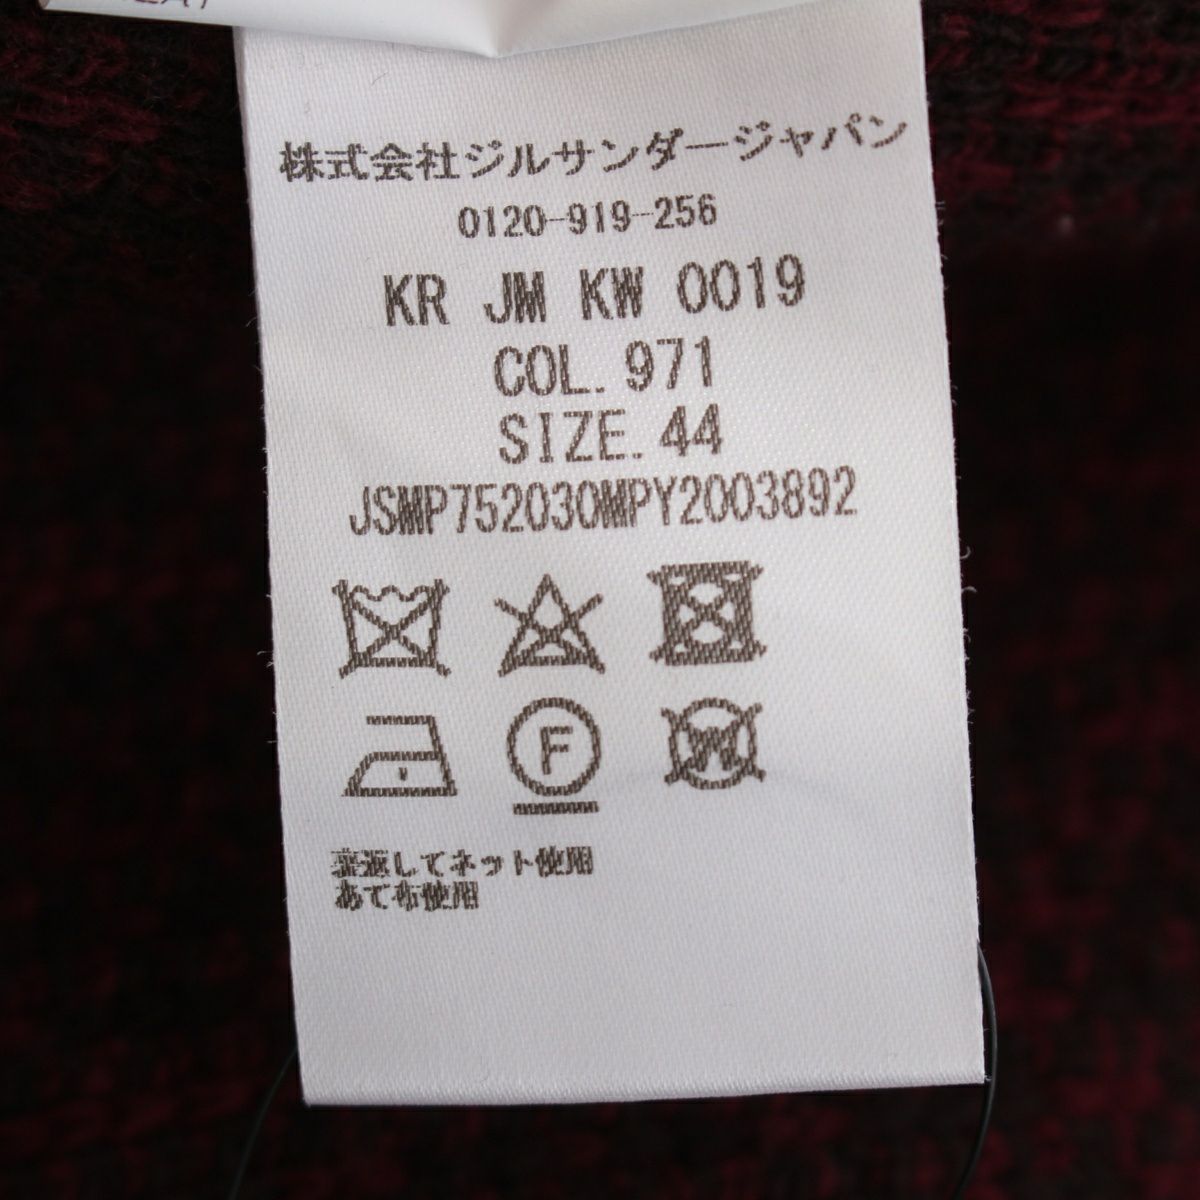 株式会社ジルサンダージャパン
0120-919-256
KR JM KW 0019
COL. 971
SIZE. 44
JSMP752030MPY2003892
F
W
裏返してネット使用
あて布使用